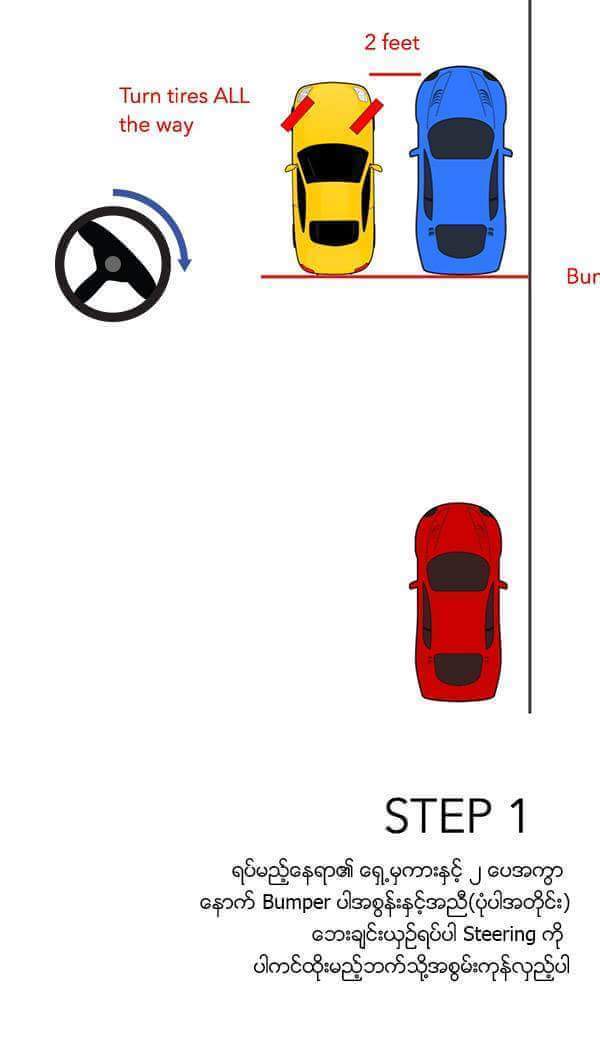 2 feet
Turn tires ALL
the way
Bun
STEP 1
ရပ်မည့်နေရာ၏ ရှေ့မှကားနှင့် ၂ ပေအကွာ
နောက် Bumper ပါအစွန်းနှင့်အညီ(ပုံပါအတိုင်း)
ဘေးချင်းယှဉ်ရပ်ပါ Steering ကို
ပါကင်ထိုးမည့်ဘက်သို့အစွမ်းကုန်လှည့်ပါ